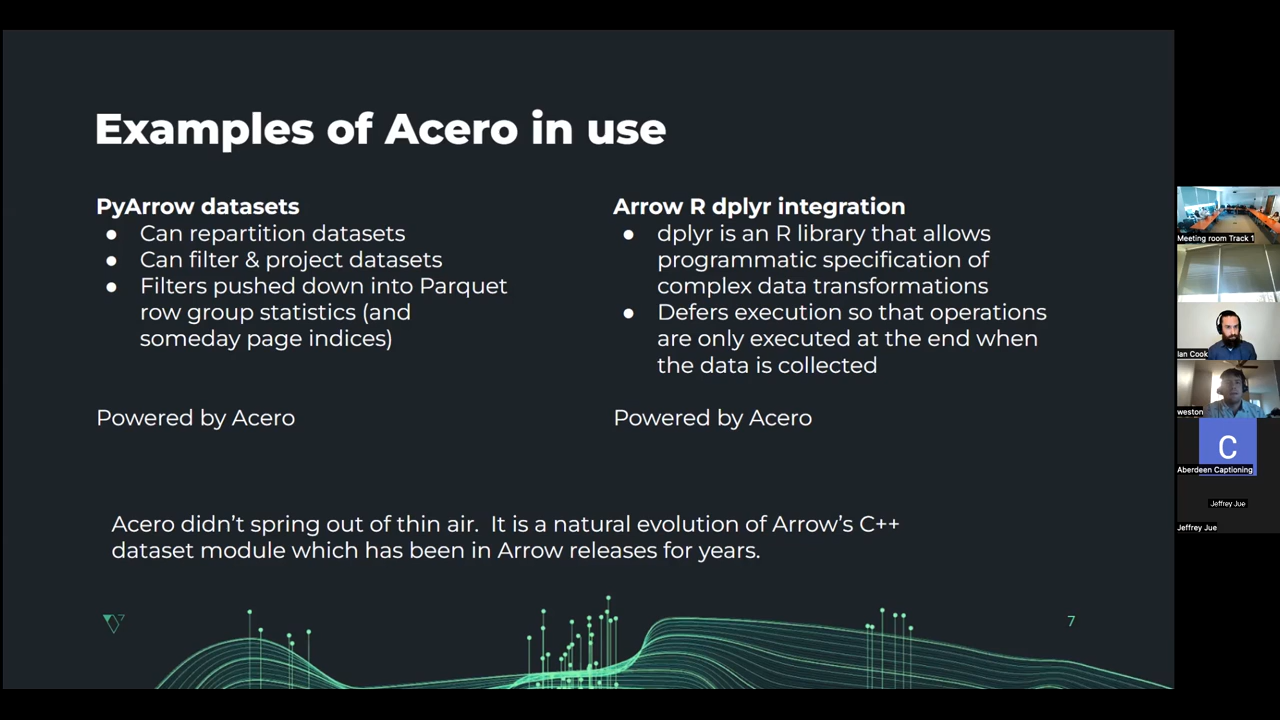 Examples of Acero in use
PyArrow datasets
● Can repartition datasets
● Can filter & project datasets
● Filters pushed down into Parquet
row group statistics (and
someday page indices)
Powered by Acero
Arrow R dplyr integration
● dplyr is an R library that allows
programmatic specification of
complex data transformations
● Defers execution so that operations
are only executed at the end when
the data is collected
Powered by Acero
Acero didn't spring out of thin air.  It is a natural evolution of Arrow's C++
dataset module which has been in Arrow releases for years.
7
7
Meeting room Track 1
Ian Cook
weston
C
Aberdeen Captioning
Jeffrey Jue
Jeffrey Jue